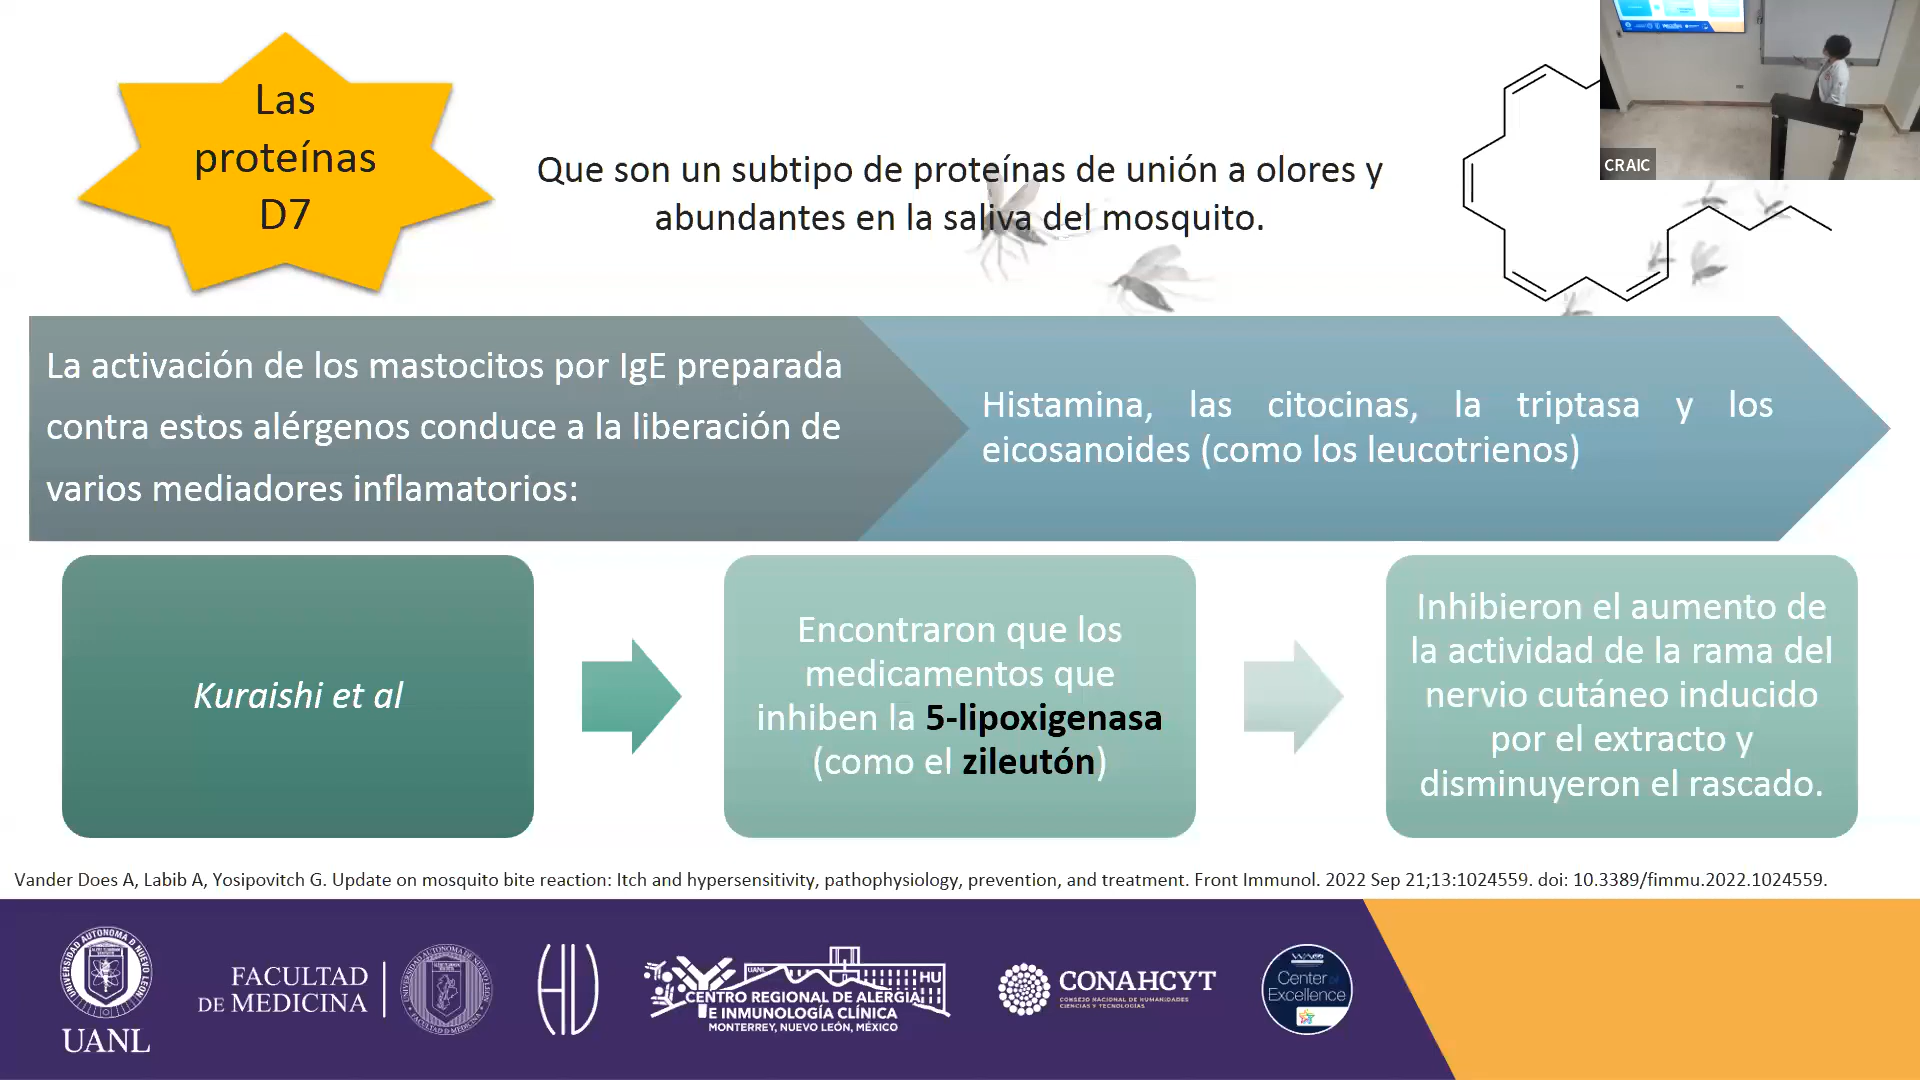 Las
proteínas
D7
Que son un subtipo de proteínas de unión a olores y
abundantes en la saliva del mosquito.
CRAIC
La activación de los mastocitos por IgE preparada
contra estos alérgenos conduce a la liberación de
varios mediadores inflamatorios:
Histamina, las citocinas, la triptasa y los
eicosanoides (como los leucotrienos)
Kuraishi et al
Encontraron que los
medicamentos que
inhiben la 5-lipoxigenasa
(como el zileutón)
Inhibieron el aumento de
la actividad de la rama del
nervio cutáneo inducido
por el extracto y
disminuyeron el rascado.
Vander Does A, Labib A, Yosipovitch G. Update on mosquito bite reaction: Itch and hypersensitivity, pathophysiology, prevention, and treatment. Front Immunol. 2022 Sep 21;13:1024559. doi: 10.3389/fimmu.2022.1024559.
UNIVERSIDAD AUTONOMA DE NUEVO LEON
UANL
FACULTAD
DE MEDICINA
UANL
HU
CENTRO REGIONAL DE ALERGIA
E INMUNOLOGÍA CLÍNICA
MONTERREY, NUEVO LEÓN, MÉXICO
CONAHCYT
CONSEJO NACIONAL DE HUMANIDADES
CIENCIAS Y TECNOLOGÍAS
Center of
Excellence